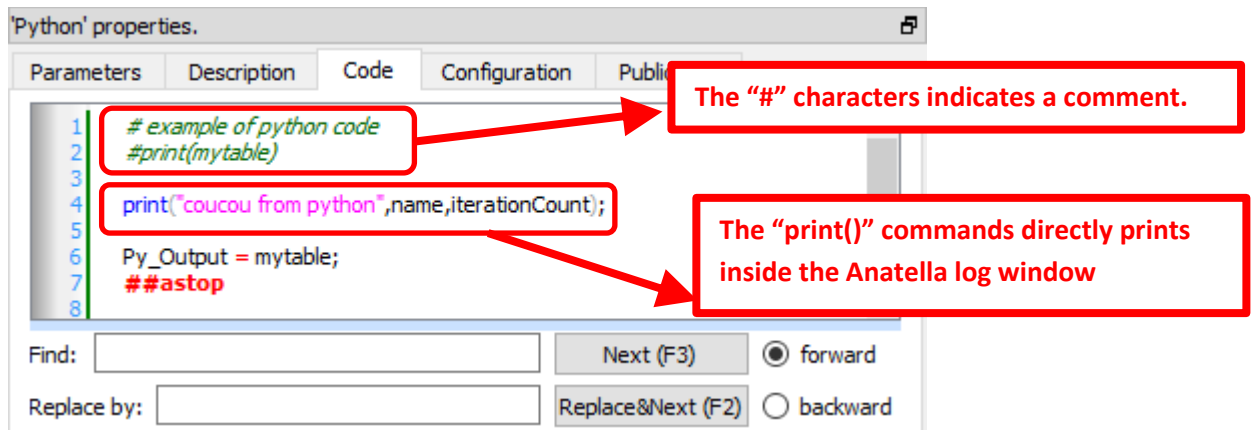 'Python' properties.
Parameters Description Code Configuration Public
The “#” characters indicates a comment.
1 # example of python code
2 #print(mytable)
3
4 print("coucou from python",name,iterationCount);
5
6 Py_Output = mytable;
7 ##astop
8
The “print()” commands directly prints
inside the Anatella log window
Find: Next (F3) forward
Replace by: Replace&Next (F2) backward